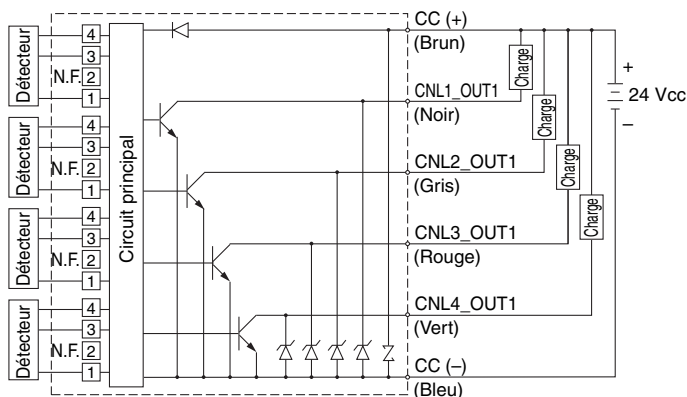 CC (+)
(Brun)
Détecteur
4
3
N.F. 2
1
Charge
+
24 Vcc
–
CNL1_OUT1
(Noir)
Charge
Détecteur
4
3
N.F. 2
1
Circuit principal
CNL2_OUT1
(Gris)
Charge
Charge
Détecteur
4
3
N.F. 2
1
CNL3_OUT1
(Rouge)
Détecteur
4
3
N.F. 2
1
CNL4_OUT1
(Vert)
CC (–)
(Bleu)